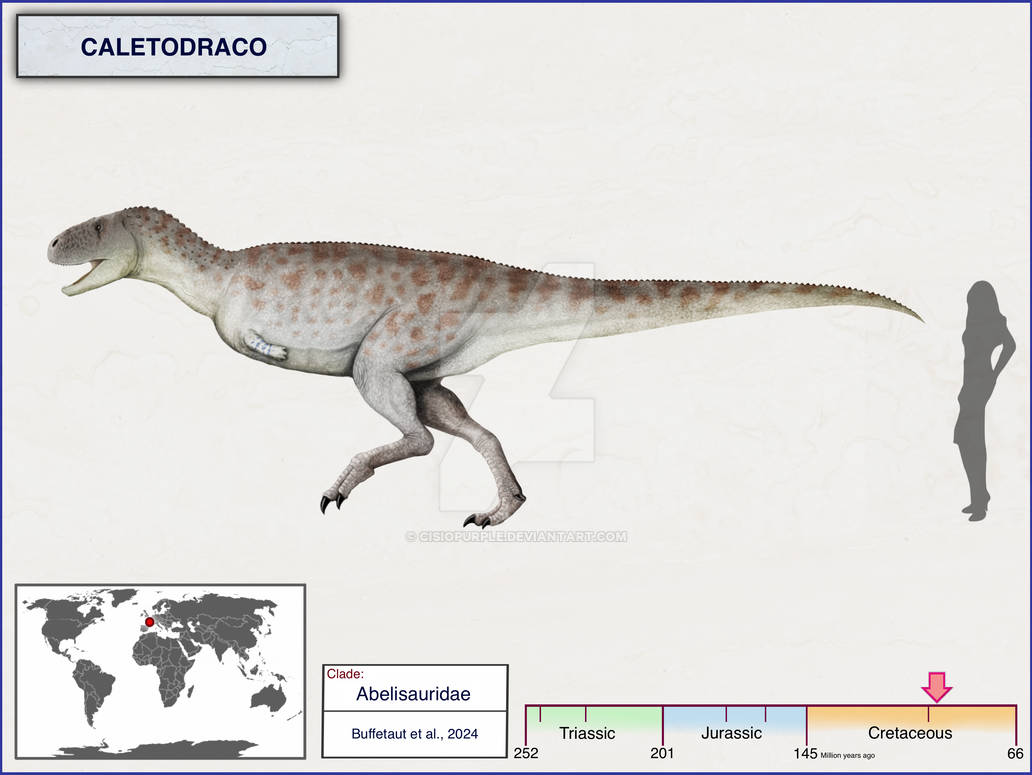 CALETODRACO
© CISIOPURPLE.DEVIANTART.COM
Clade:
Abelisauridae
Buffetaut et al., 2024
Triassic
Jurassic
Cretaceous
252
201
145
Million years ago
66